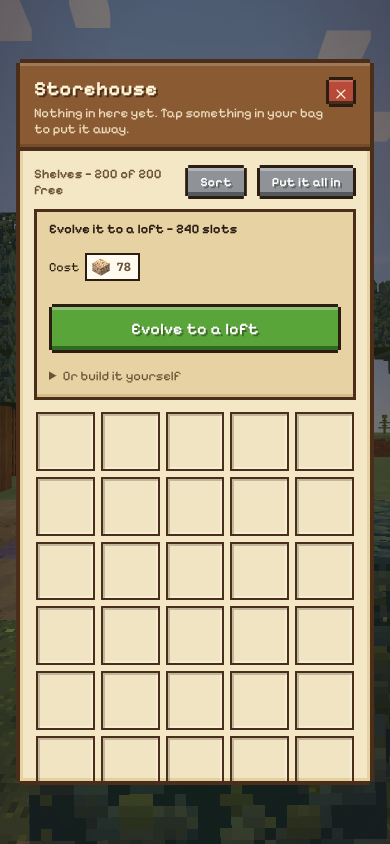 Storehouse
Nothing in here yet. Tap something in your bag
to put it away.
Shelves - 200 of 200
free
Sort
Put it all in
Evolve it to a loft - 240 slots
Cost
78
Evolve to a loft
Or build it yourself